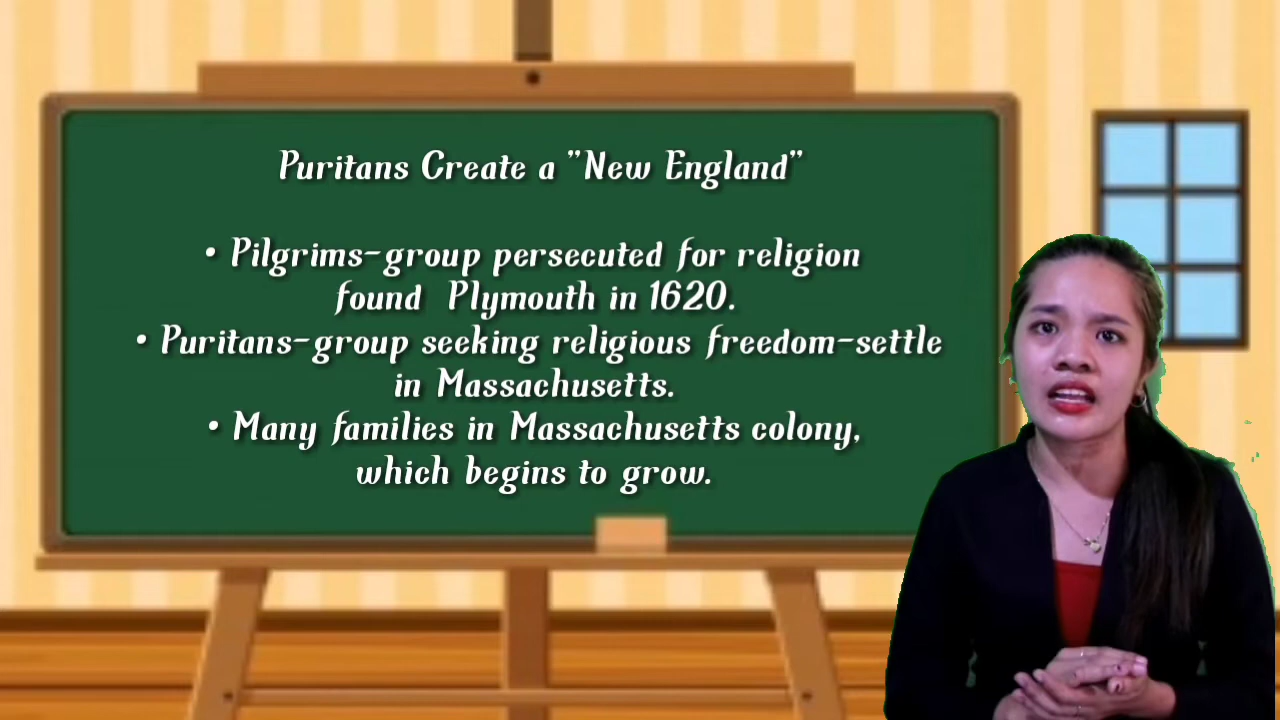 Puritans Create a "New England"
• Pilgrims-group persecuted for religion
found Plymouth in 1620.
• Puritans-group seeking religious freedom-settle
in Massachusetts.
• Many families in Massachusetts colony,
which begins to grow.